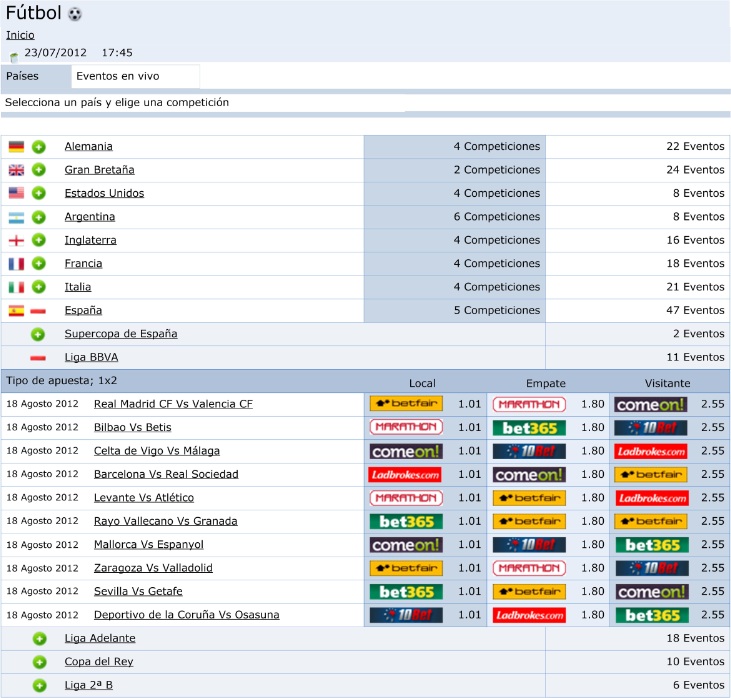 Fútbol
Inicio
23/07/2012 17:45
Países Eventos en vivo
Selecciona un país y elige una competición
Alemania 4 Competiciones 22 Eventos
Gran Bretaña 2 Competiciones 24 Eventos
Estados Unidos 4 Competiciones 8 Eventos
Argentina 6 Competiciones 8 Eventos
Inglaterra 4 Competiciones 16 Eventos
Francia 4 Competiciones 18 Eventos
Italia 4 Competiciones 21 Eventos
España 5 Competiciones 47 Eventos
Supercopa de España 2 Eventos
Liga BBVA 11 Eventos
Tipo de apuesta; 1x2 Local Empate Visitante
18 Agosto 2012 Real Madrid CF Vs Valencia CF betfair 1.01 MARATHON 1.80 comeon! 2.55
18 Agosto 2012 Bilbao Vs Betis MARATHON 1.01 bet365 1.80 10Bet 2.55
18 Agosto 2012 Celta de Vigo Vs Málaga comeon! 1.01 10Bet 1.80 Ladbrokes.com 2.55
18 Agosto 2012 Barcelona Vs Real Sociedad Ladbrokes.com 1.01 comeon! 1.80 betfair 2.55
18 Agosto 2012 Levante Vs Atlético MARATHON 1.01 betfair 1.80 Ladbrokes.com 2.55
18 Agosto 2012 Rayo Vallecano Vs Granada bet365 1.01 betfair 1.80 betfair 2.55
18 Agosto 2012 Mallorca Vs Espanyol comeon! 1.01 10Bet 1.80 bet365 2.55
18 Agosto 2012 Zaragoza Vs Valladolid betfair 1.01 MARATHON 1.80 10Bet 2.55
18 Agosto 2012 Sevilla Vs Getafe bet365 1.01 betfair 1.80 comeon! 2.55
18 Agosto 2012 Deportivo de la Coruña Vs Osasuna 10Bet 1.01 Ladbrokes.com 1.80 bet365 2.55
Liga Adelante 18 Eventos
Copa del Rey 10 Eventos
Liga 2ª B 6 Eventos